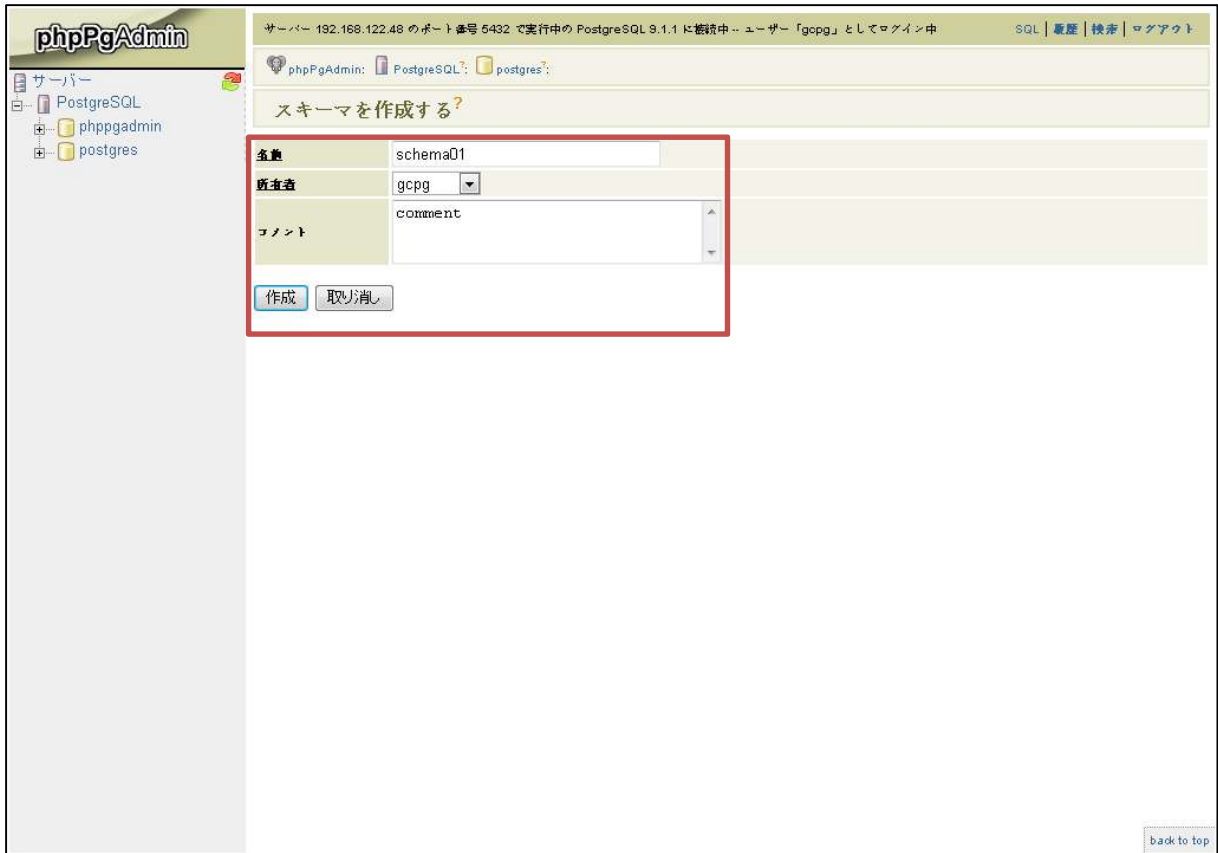 phpPgAdmin
サーバー 192.168.122.48 のポート番号 5432 で実行中の PostgreSQL 9.1.1 に接続中 -- ユーザー「gcpg」としてログイン中
SQL | 履歴 | 検索 | ログアウト
phpPgAdmin: PostgreSQL?: postgres?:
サーバー
PostgreSQL
phppgadmin
postgres
スキーマを作成する?
名前 schema01
所有者 gcpg
コメント comment
作成 取り消し
back to top